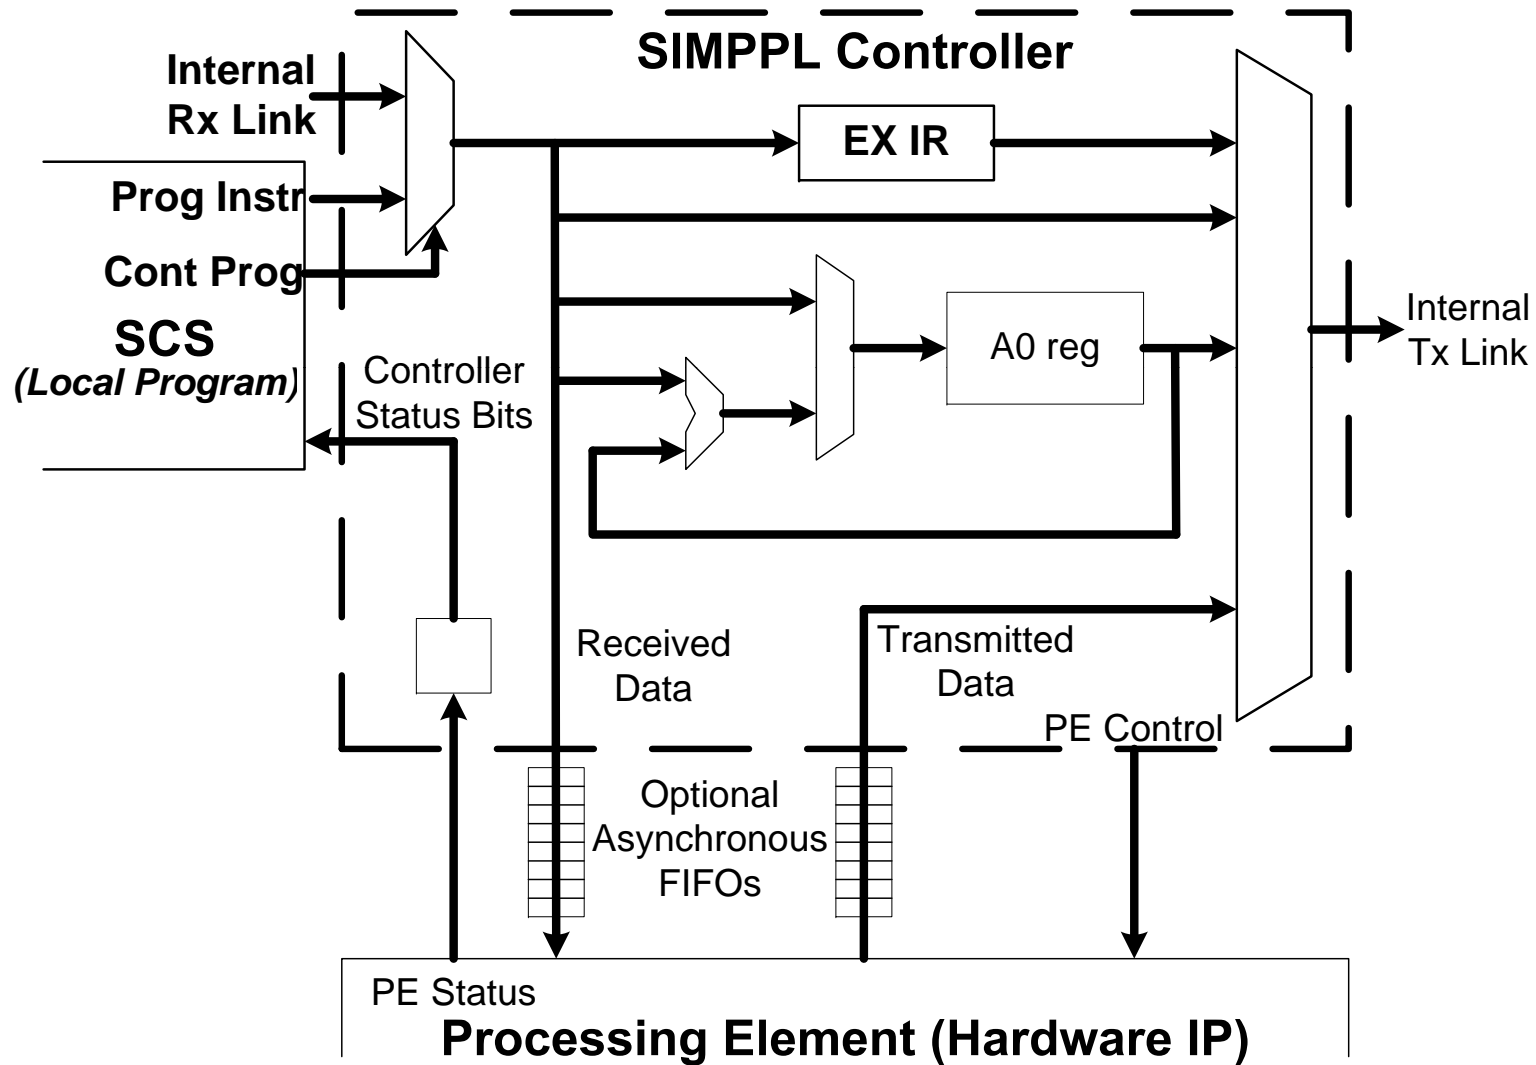 SIMPPL Controller
Internal
Rx Link
EX IR
Prog Instr
Cont Prog
SCS
(Local Program)
Controller
Status Bits
A0 reg
Internal
Tx Link
Received
Data
Transmitted
Data
PE Control
Optional
Asynchronous
FIFOs
PE Status
Processing Element (Hardware IP)